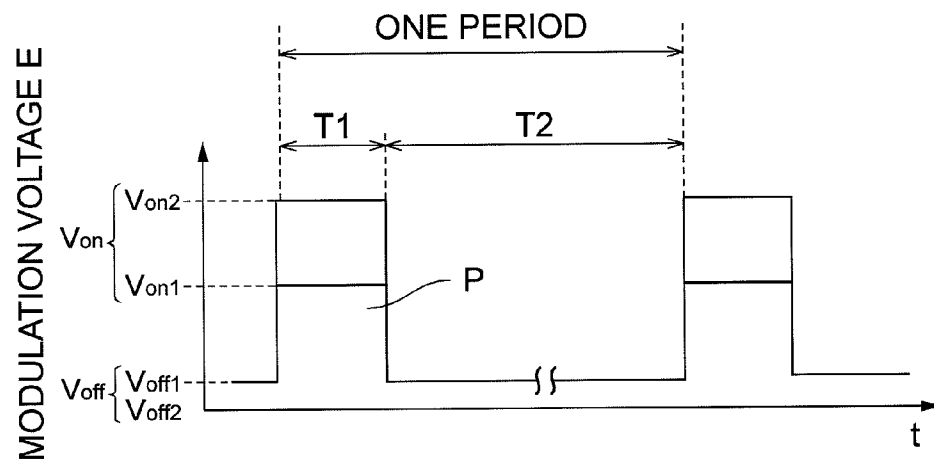 ONE PERIOD
T1
T2
MODULATION VOLTAGE E
Von2
Von
Von1
P
Voff1
Voff
Voff2
t